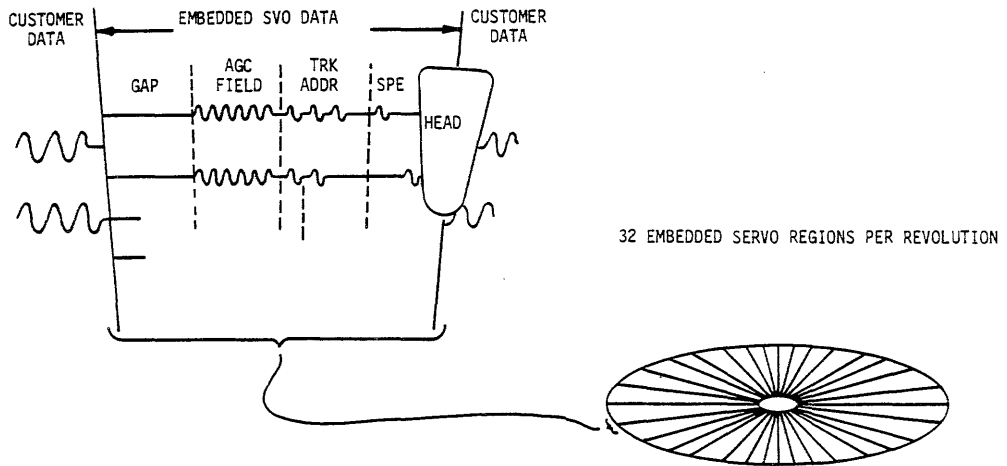 CUSTOMER
DATA
EMBEDDED SVO DATA
CUSTOMER
DATA
GAP
AGC
FIELD
TRK
ADDR
SPE
HEAD
32 EMBEDDED SERVO REGIONS PER REVOLUTION